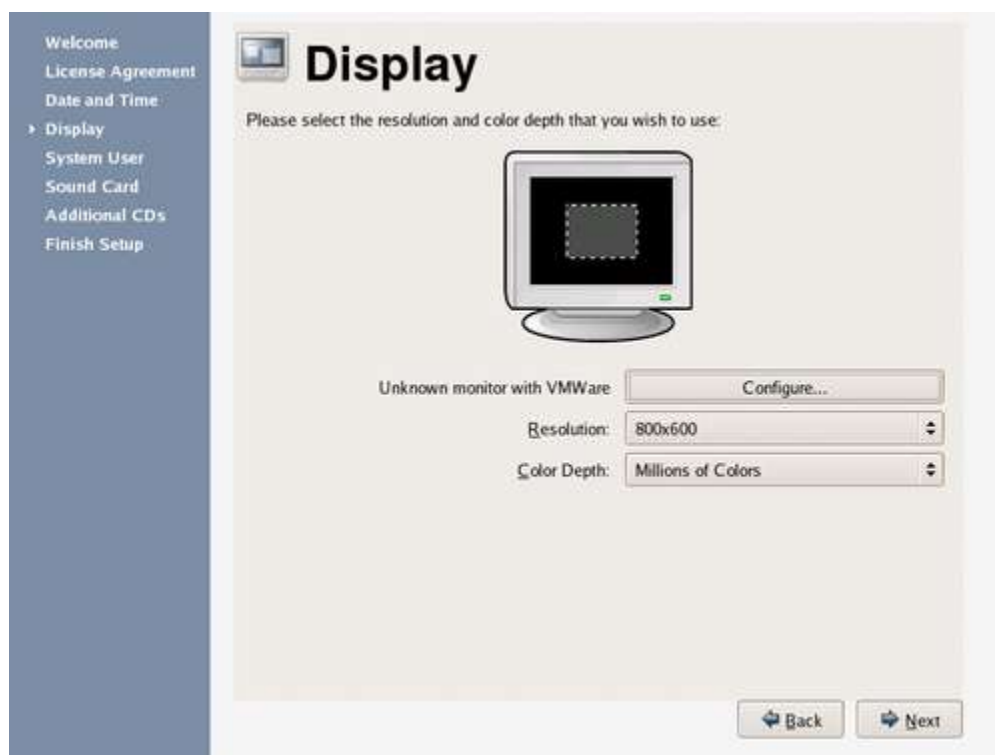 Welcome
License Agreement
Date and Time
Display
System User
Sound Card
Additional CDs
Finish Setup
Display
Please select the resolution and color depth that you wish to use:
Unknown monitor with VMWare
Configure...
Resolution:
800x600
Color Depth:
Millions of Colors
Back
Next